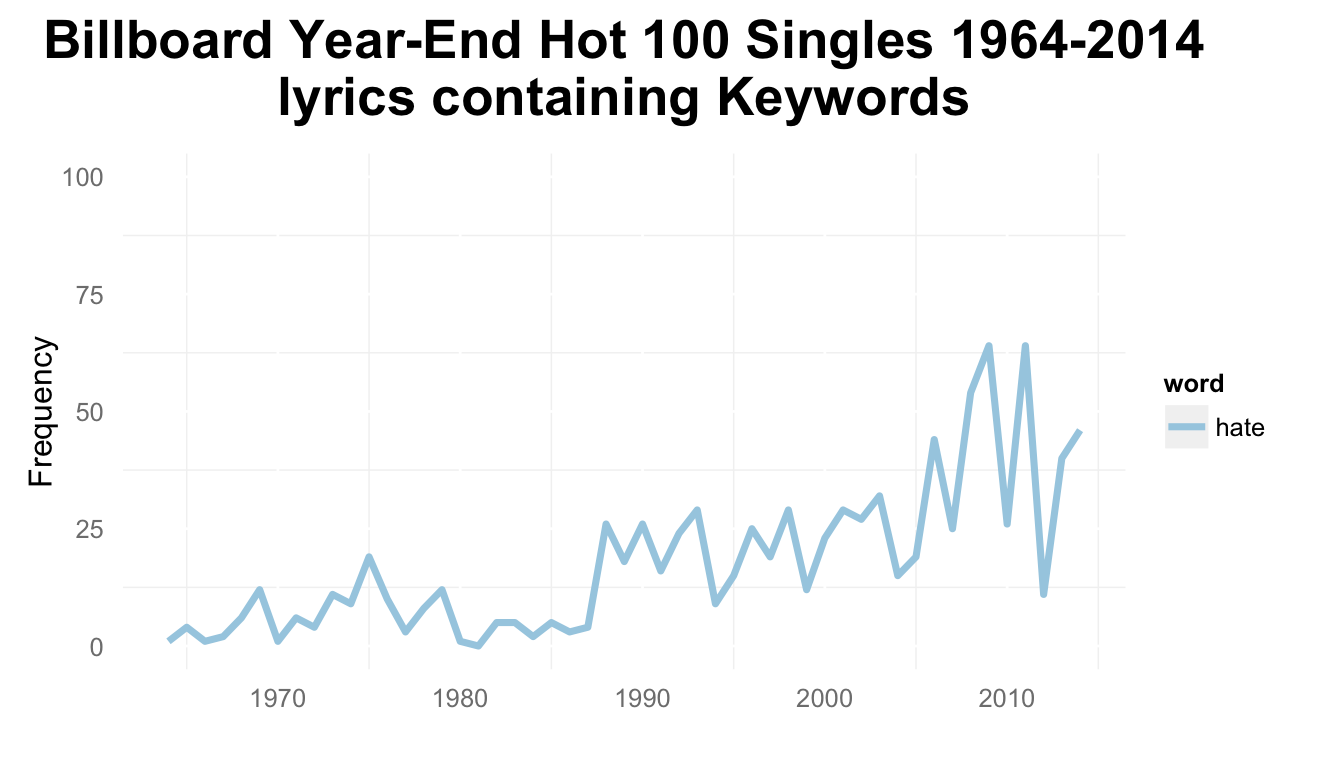 Billboard Year-End Hot 100 Singles 1964-2014
lyrics containing Keywords
100
75
50
25
0
Frequency
1970 1980 1990 2000 2010
word
hate